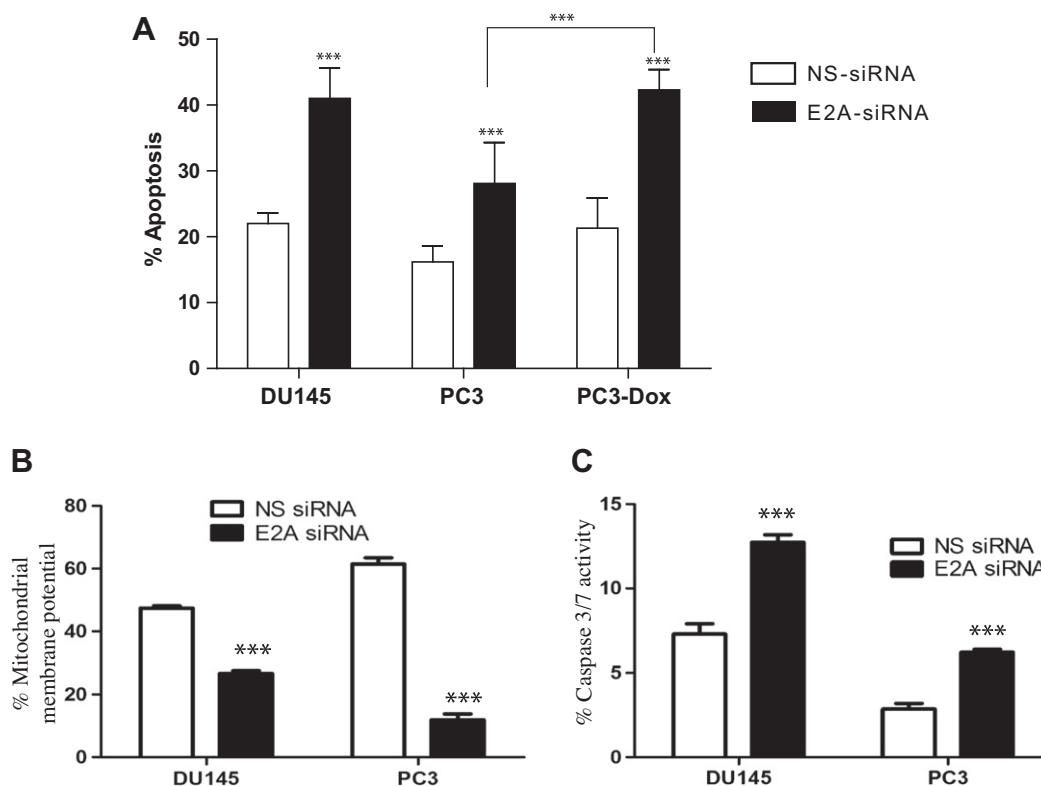 A
% Apoptosis
50
40
30
20
10
0
***
***
***
***
DU145
PC3
PC3-Dox
NS-siRNA
E2A-siRNA
B
% Mitochondrial
membrane potential
80
60
40
20
0
NS siRNA
E2A siRNA
***
***
DU145
PC3
C
% Caspase 3/7 activity
15
10
5
0
***
***
NS siRNA
E2A siRNA
DU145
PC3